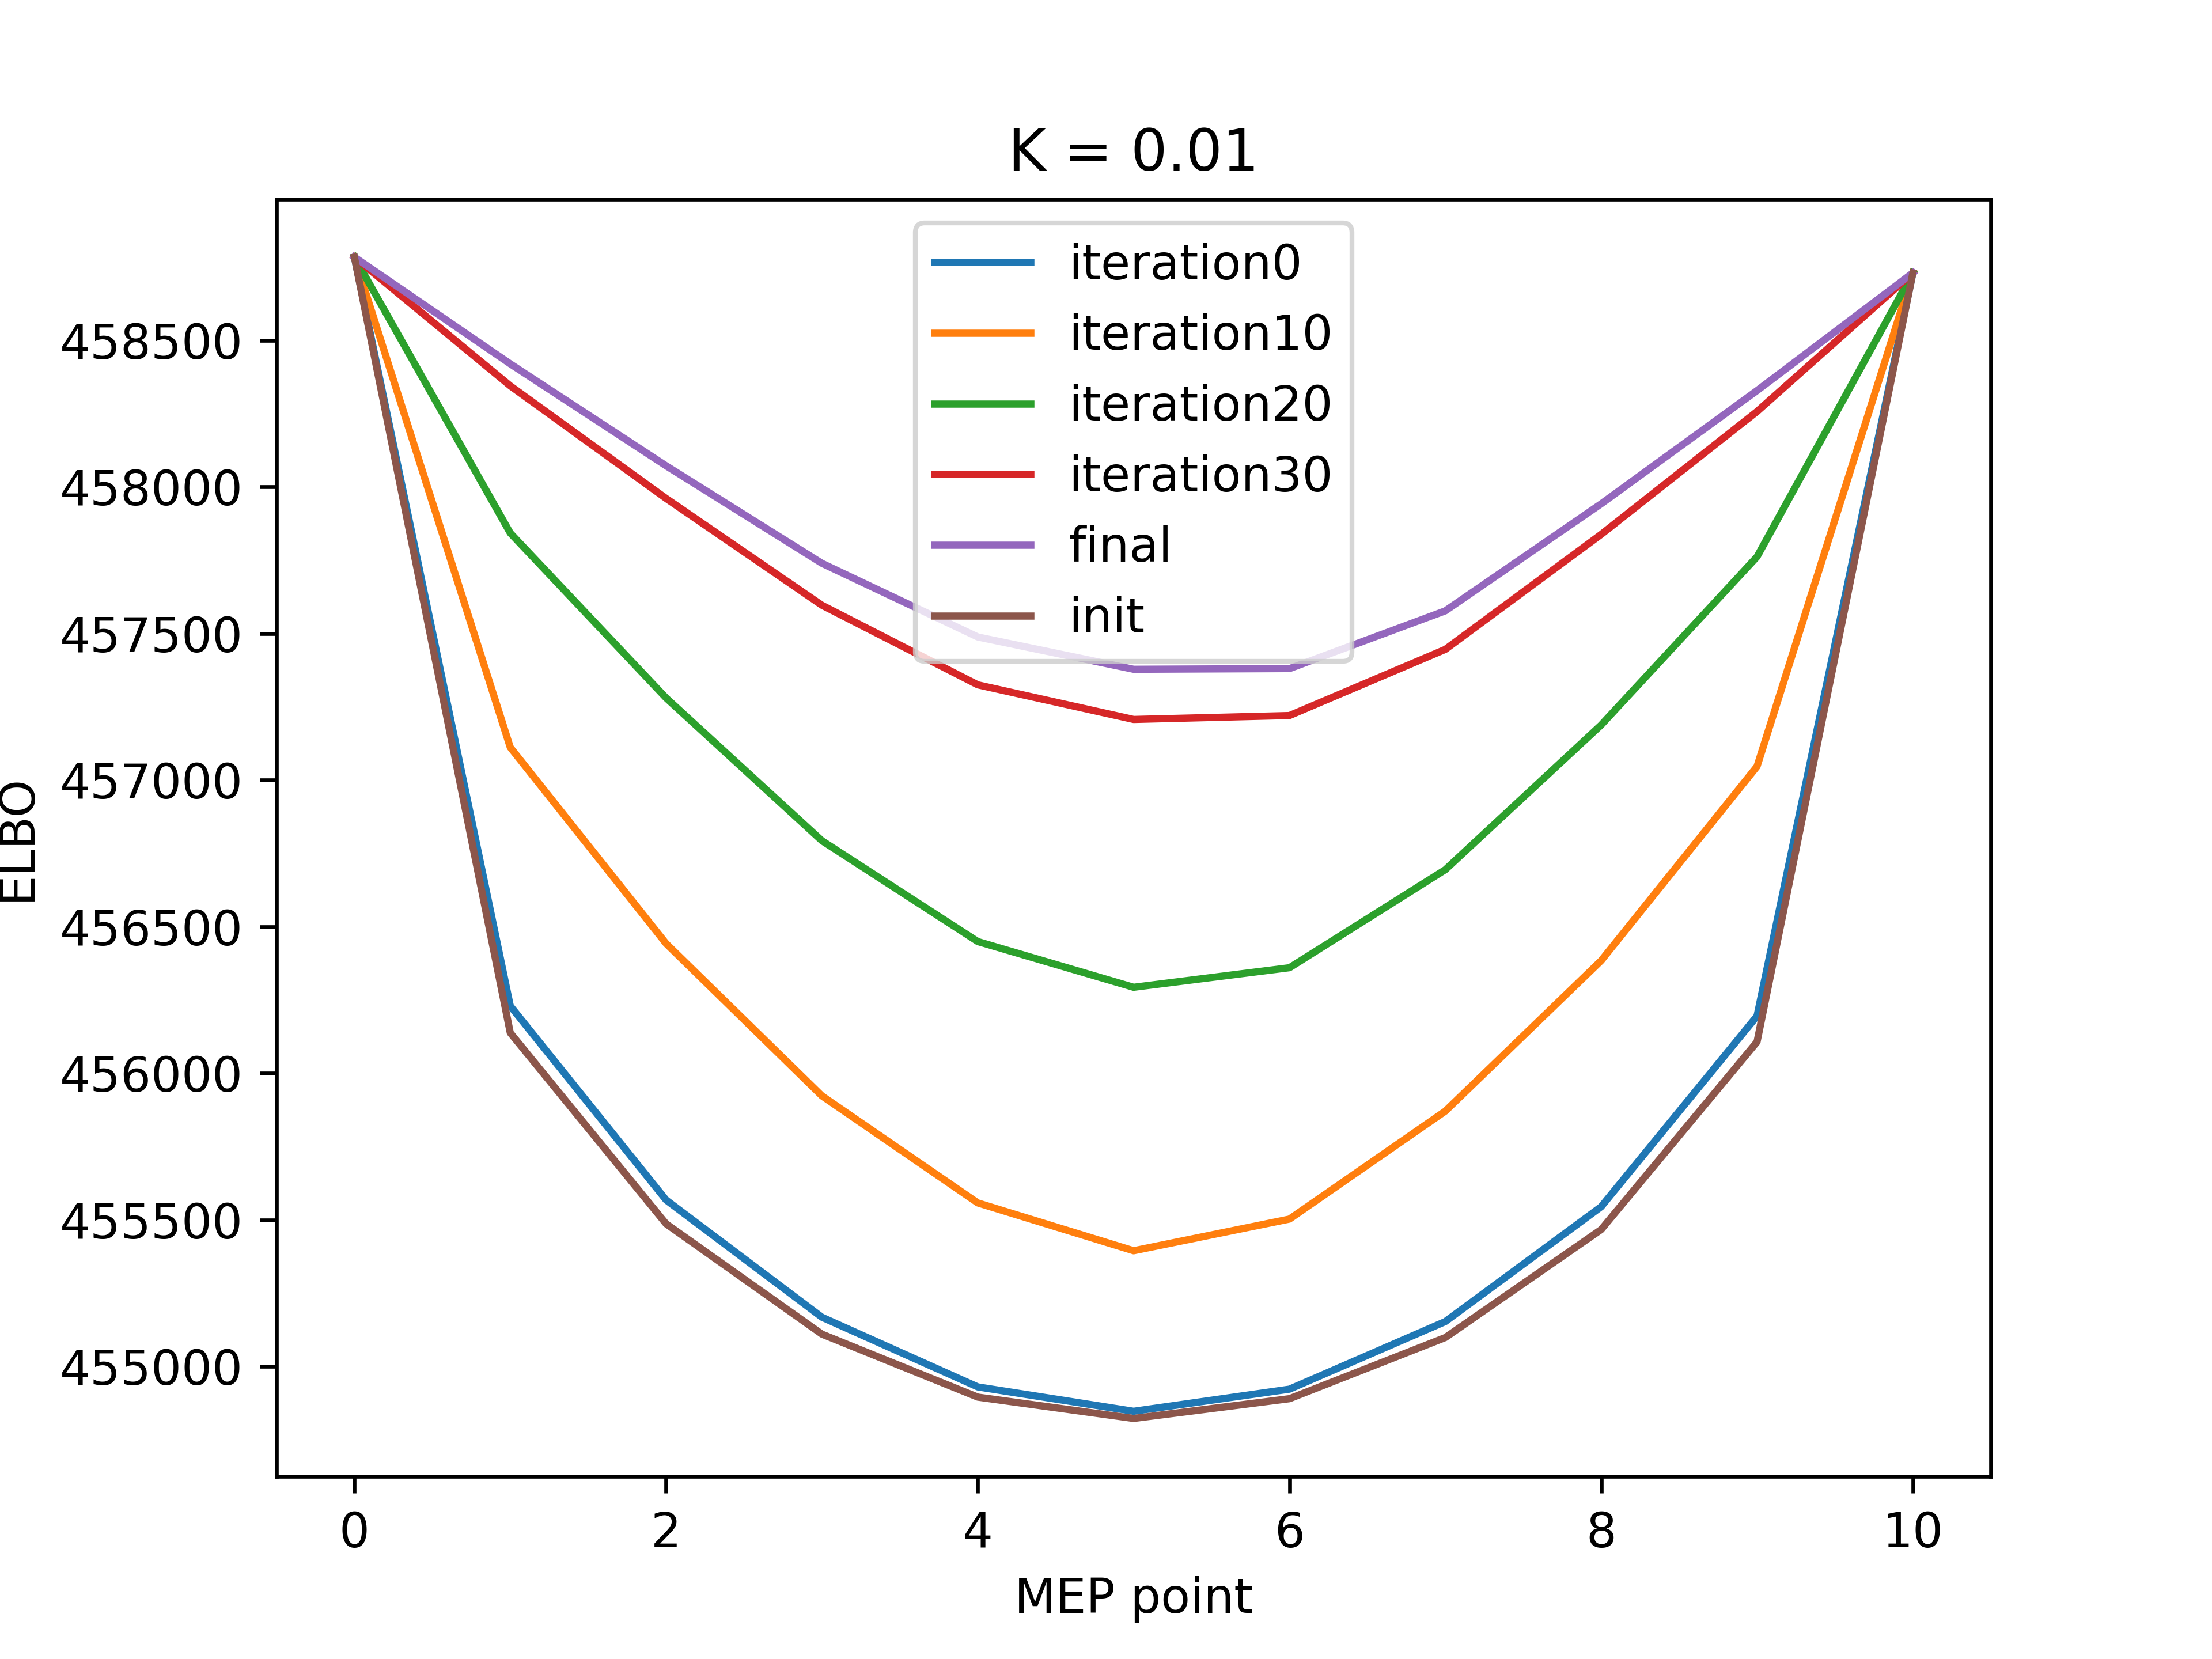 K = 0.01
iteration0
iteration10
iteration20
iteration30
final
init
458500
458000
457500
457000
456500
456000
455500
455000
ELBO
0 2 4 6 8 10
MEP point